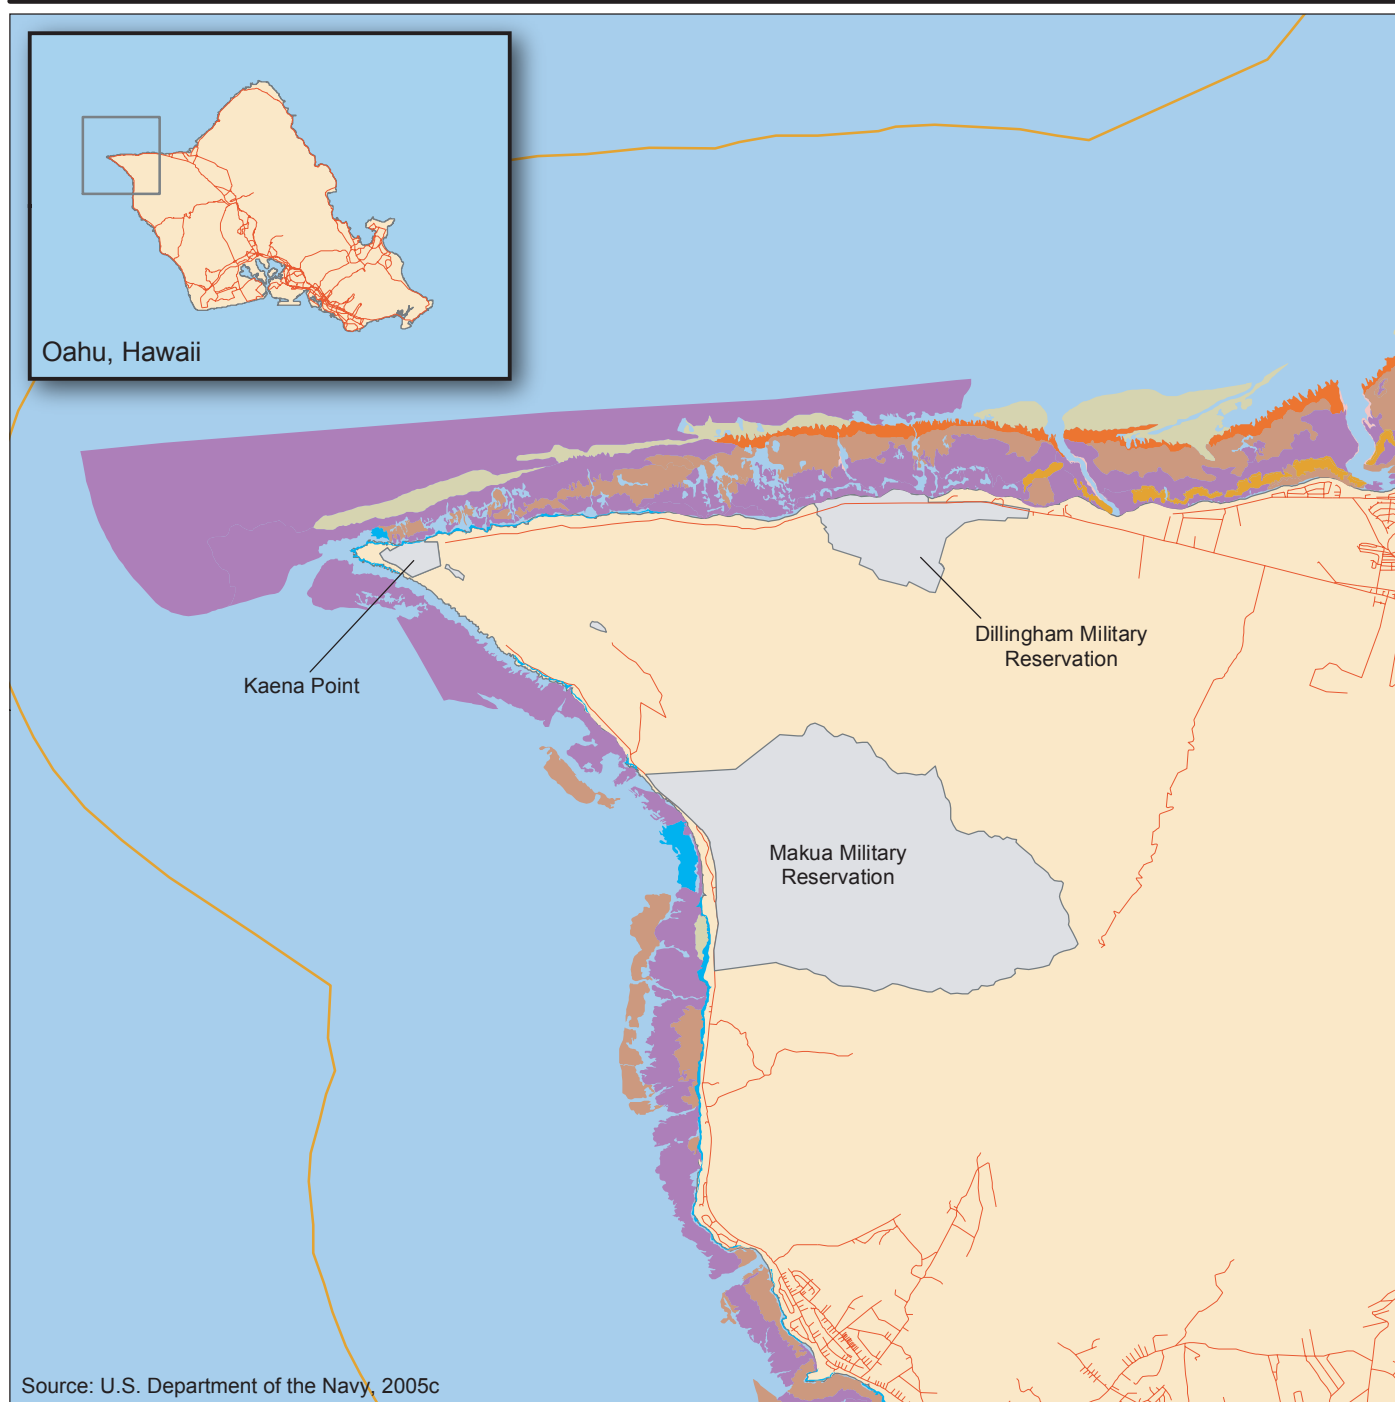 Oahu, Hawaii
Dillingham Military
Reservation
Kaena Point
Makua Military
Reservation
Source: U.S. Department of the Navy, 2005c